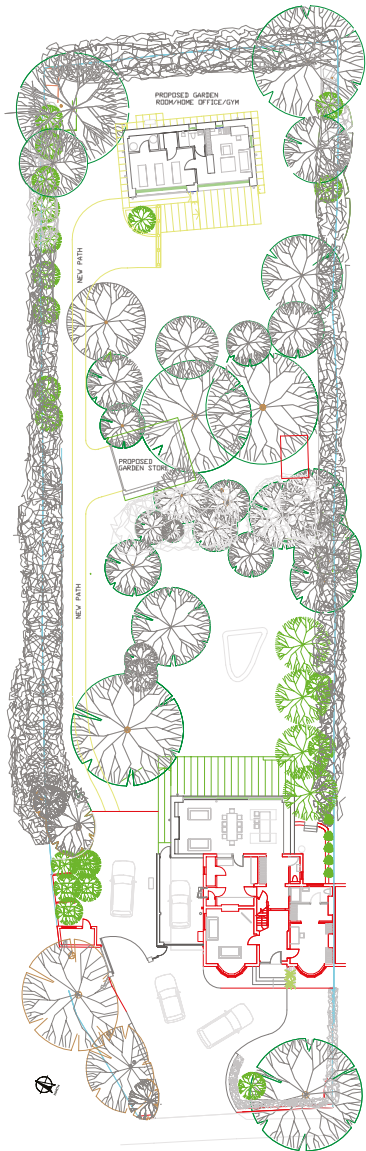 PROPOSED GARDEN
ROOM/HOME OFFICE/GYM
NEW PATH
PROPOSED
GARDEN STORE
NEW PATH